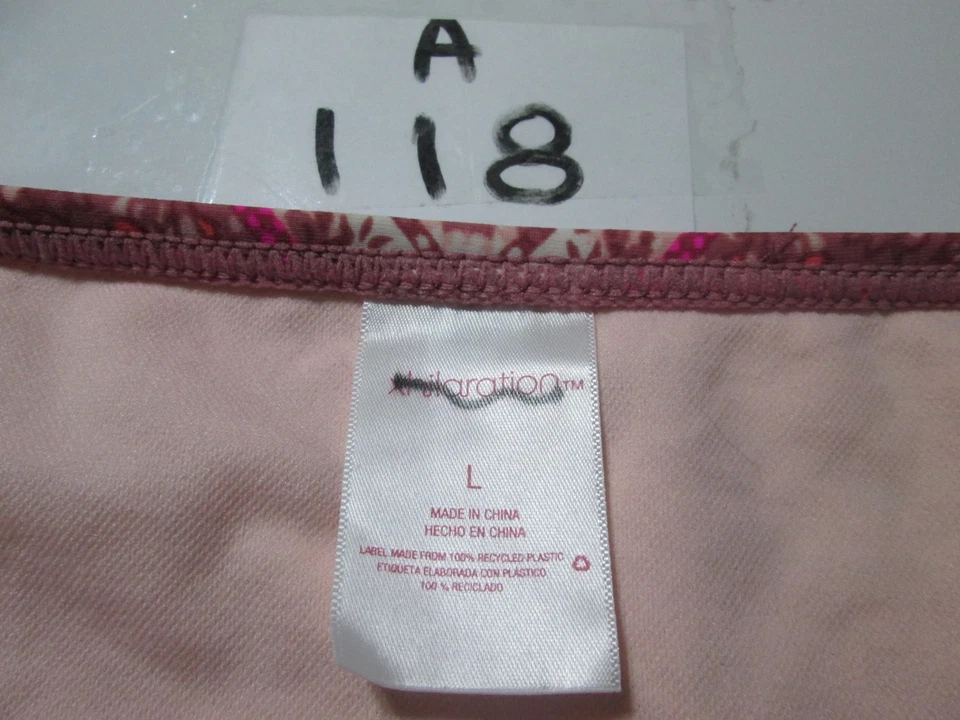 A
118
xhilaration™
L
MADE IN CHINA
HECHO EN CHINA
LABEL MADE FROM 100% RECYCLED PLASTIC
ETIQUETA ELABORADA CON PLÁSTICO
100 % RECICLADO